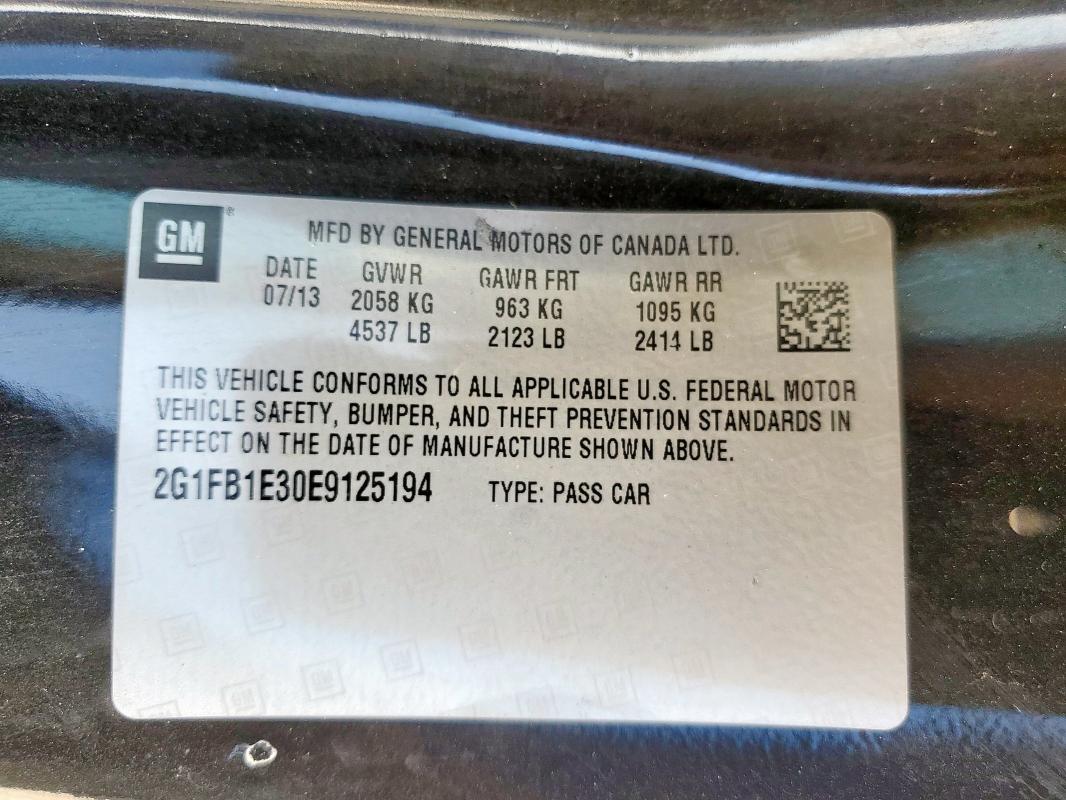 GM
MFD BY GENERAL MOTORS OF CANADA LTD.
DATE GVWR GAWR FRT GAWR RR
07/13 2058 KG 963 KG 1095 KG
4537 LB 2123 LB 2414 LB
THIS VEHICLE CONFORMS TO ALL APPLICABLE U.S. FEDERAL MOTOR
VEHICLE SAFETY, BUMPER, AND THEFT PREVENTION STANDARDS IN
EFFECT ON THE DATE OF MANUFACTURE SHOWN ABOVE.
2G1FB1E30E9125194 TYPE: PASS CAR